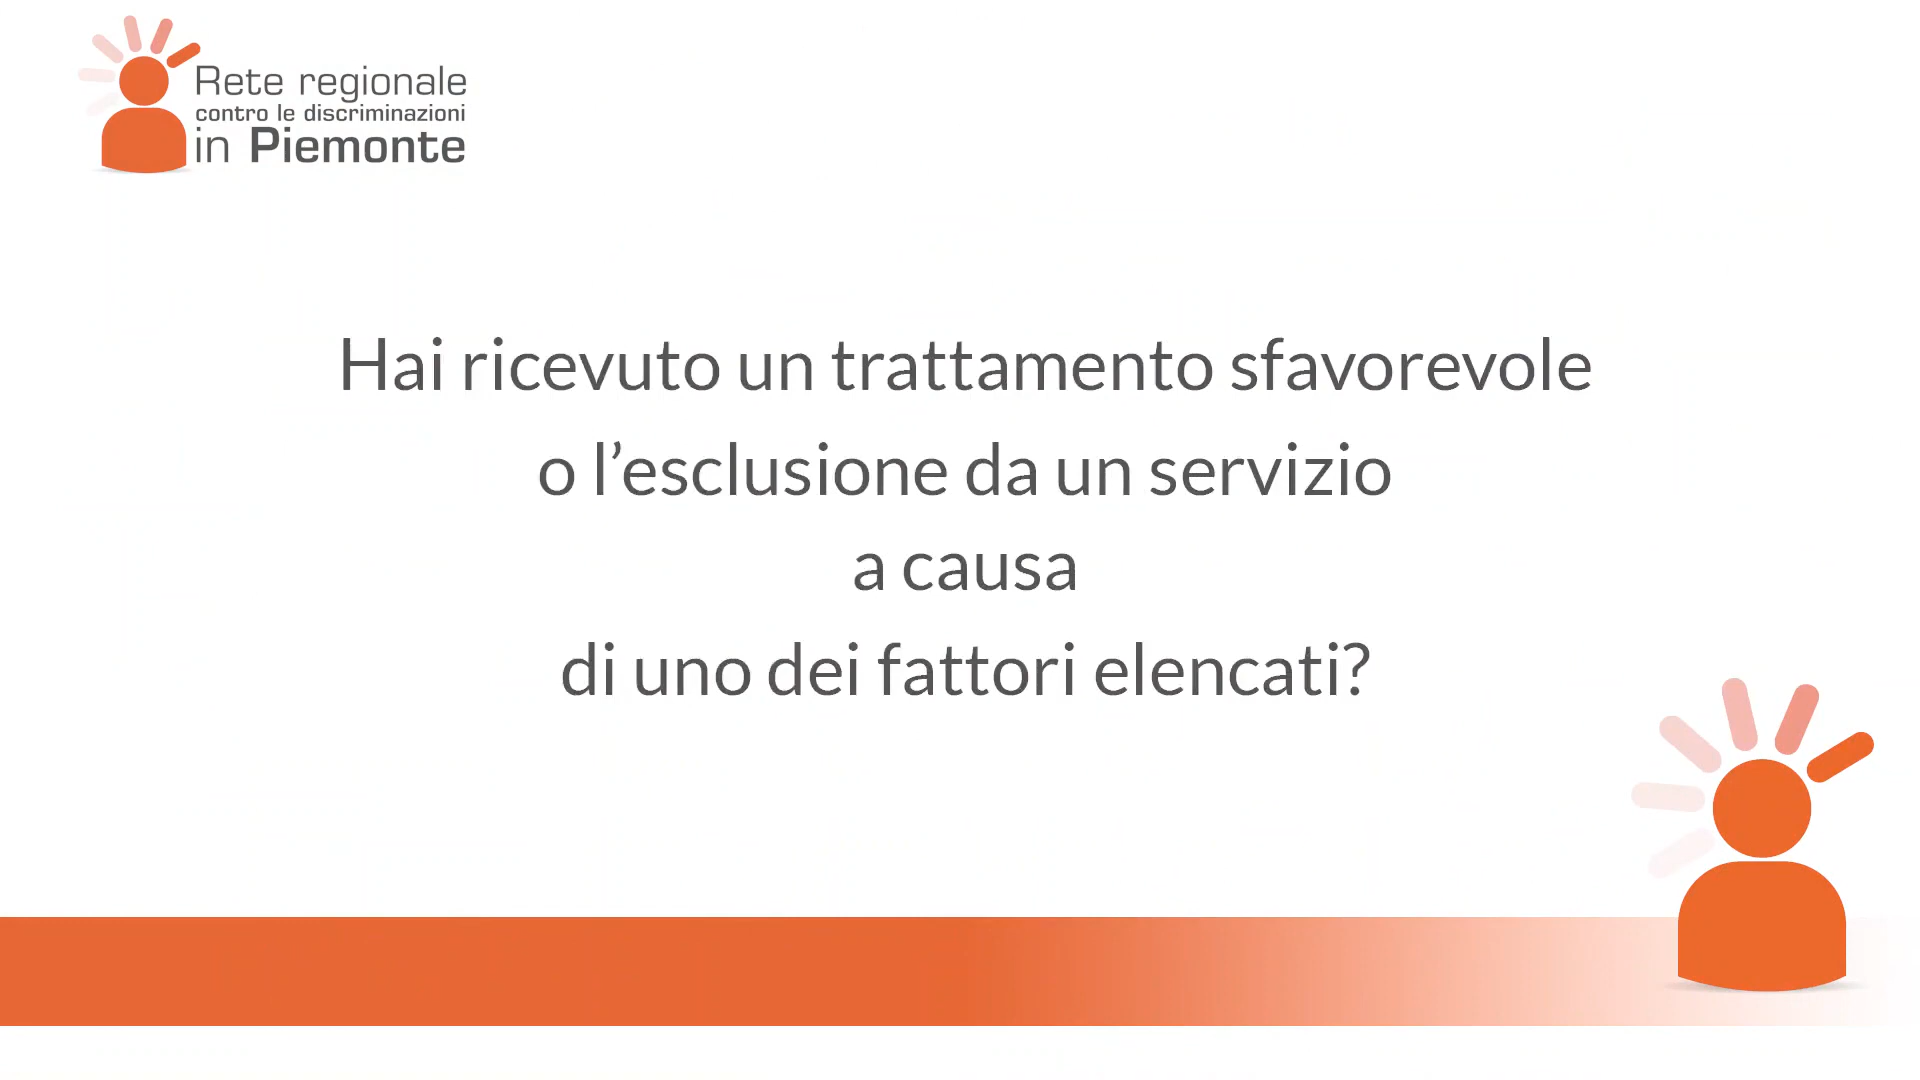 Rete regionale
contro le discriminazioni
in Piemonte
Hai ricevuto un trattamento sfavorevole
o l’esclusione da un servizio
a causa
di uno dei fattori elencati?